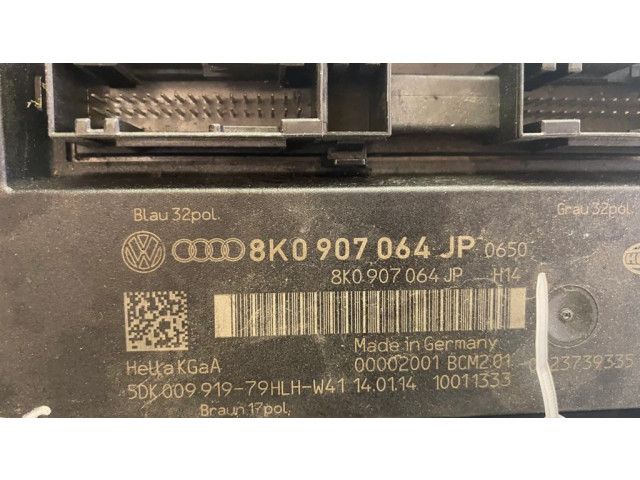 Blau 32pol.
Grau 32pol.
8K0 907 064 JP 0650
8K0 907 064 JP H14
Made in Germany
Hella KGaA
00002001 BCM2 01
5DK 009 919-79HLH-W41 14.01.14 10011333
Braun 17pol.